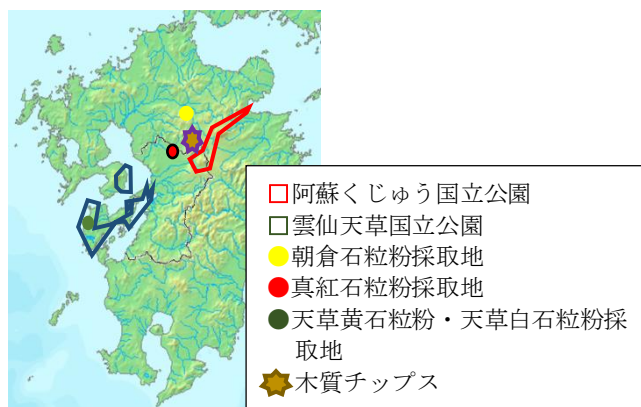 阿蘇くじゅう国立公園
雲仙天草国立公園
朝倉石粒粉採取地
真紅石粒粉採取地
天草黄石粒粉・天草白石粒粉採
取地
木質チップス